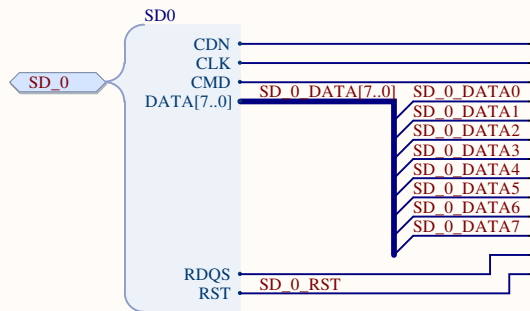 SD0
CDN
CLK
SD_0
CMD
DATA[7..0] SD_0_DATA[7..0] SD_0_DATA0
SD_0_DATA1
SD_0_DATA2
SD_0_DATA3
SD_0_DATA4
SD_0_DATA5
SD_0_DATA6
SD_0_DATA7
RDQS
RST SD_0_RST